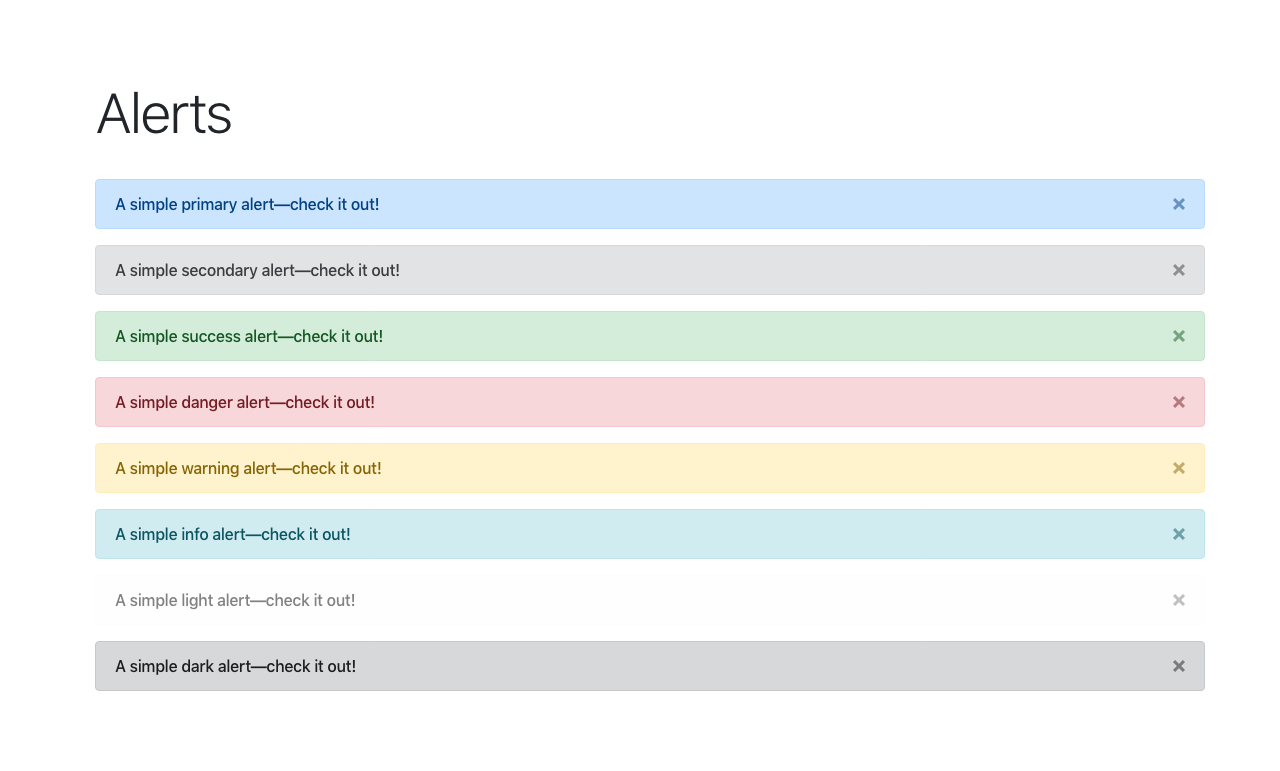 Alerts
A simple primary alert—check it out!
A simple secondary alert—check it out!
A simple success alert—check it out!
A simple danger alert—check it out!
A simple warning alert—check it out!
A simple info alert—check it out!
A simple light alert—check it out!
A simple dark alert—check it out!